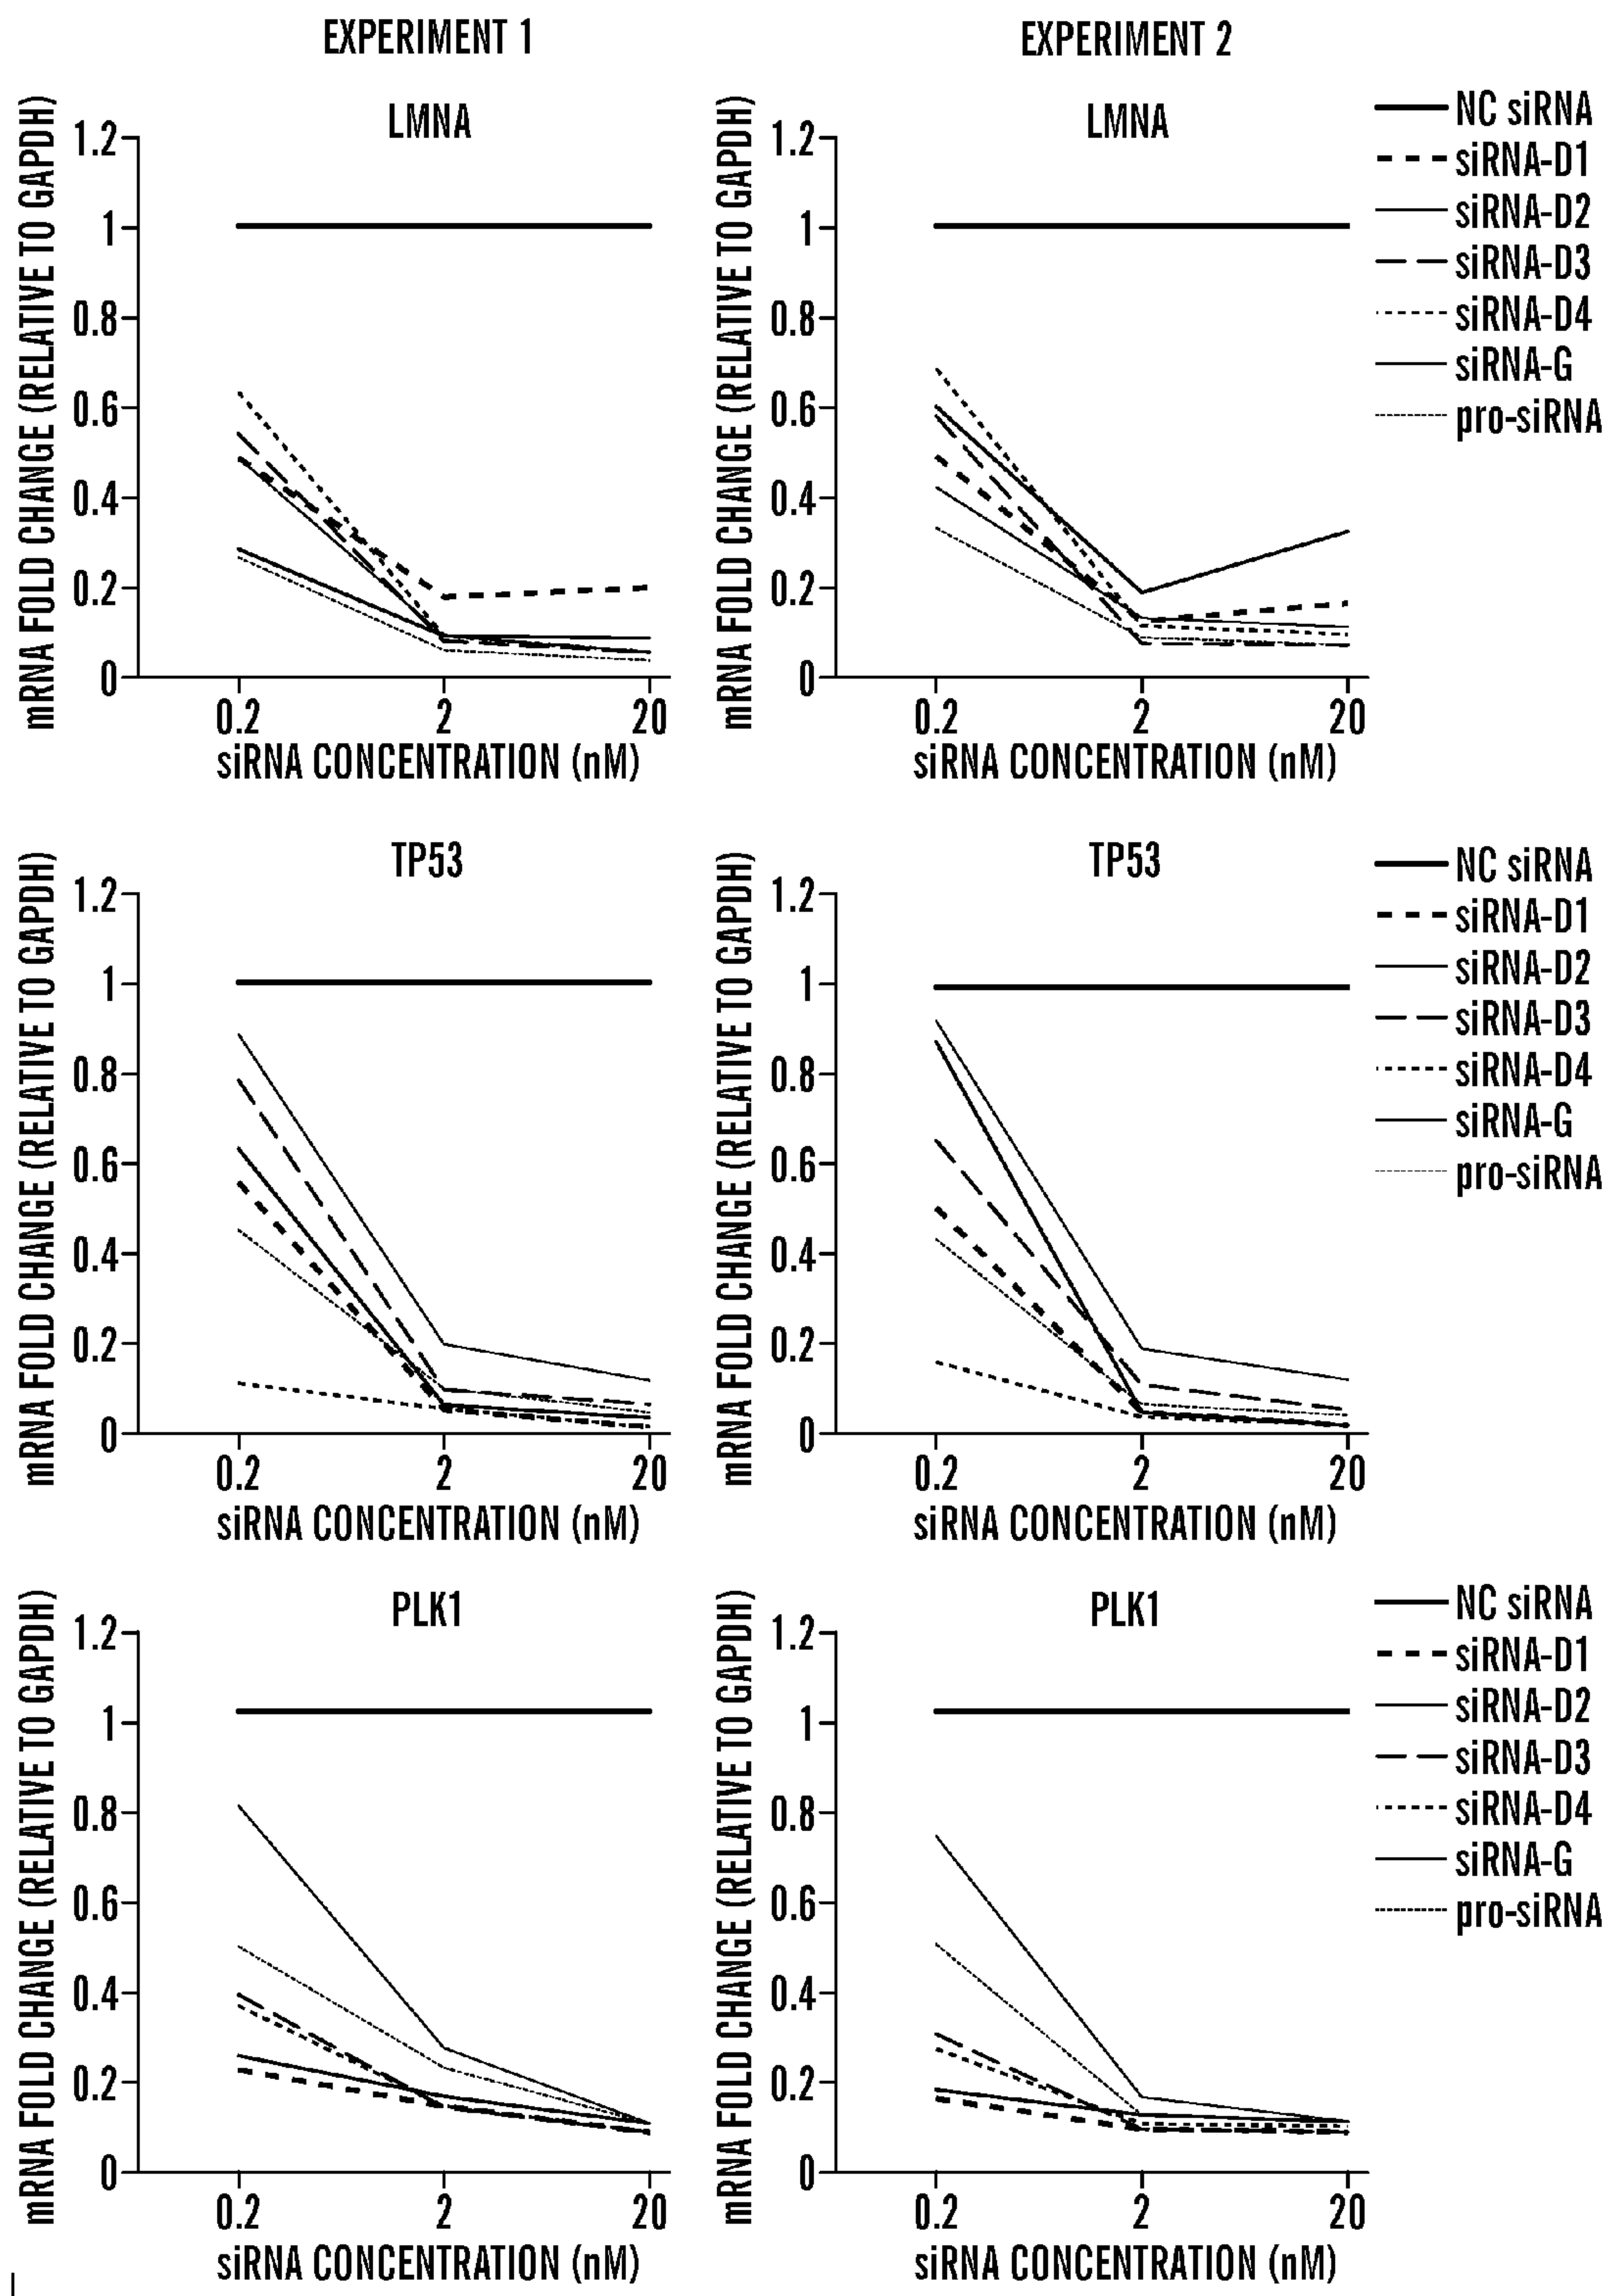 EXPERIMENT 1
EXPERIMENT 2
LMNA
mRNA FOLD CHANGE (RELATIVE TO GAPDH)
1.2
1
0.8
0.6
0.4
0.2
0
0.2 2 20
siRNA CONCENTRATION (nM)
LMNA
mRNA FOLD CHANGE (RELATIVE TO GAPDH)
1.2
1
0.8
0.6
0.4
0.2
0
0.2 2 20
siRNA CONCENTRATION (nM)
NC siRNA
siRNA-D1
siRNA-D2
siRNA-D3
siRNA-D4
siRNA-G
pro-siRNA
TP53
mRNA FOLD CHANGE (RELATIVE TO GAPDH)
1.2
1
0.8
0.6
0.4
0.2
0
0.2 2 20
siRNA CONCENTRATION (nM)
TP53
mRNA FOLD CHANGE (RELATIVE TO GAPDH)
1.2
1
0.8
0.6
0.4
0.2
0
0.2 2 20
siRNA CONCENTRATION (nM)
NC siRNA
siRNA-D1
siRNA-D2
siRNA-D3
siRNA-D4
siRNA-G
pro-siRNA
PLK1
mRNA FOLD CHANGE (RELATIVE TO GAPDH)
1.2
1
0.8
0.6
0.4
0.2
0
0.2 2 20
siRNA CONCENTRATION (nM)
PLK1
mRNA FOLD CHANGE (RELATIVE TO GAPDH)
1.2
1
0.8
0.6
0.4
0.2
0
0.2 2 20
siRNA CONCENTRATION (nM)
NC siRNA
siRNA-D1
siRNA-D2
siRNA-D3
siRNA-D4
siRNA-G
pro-siRNA